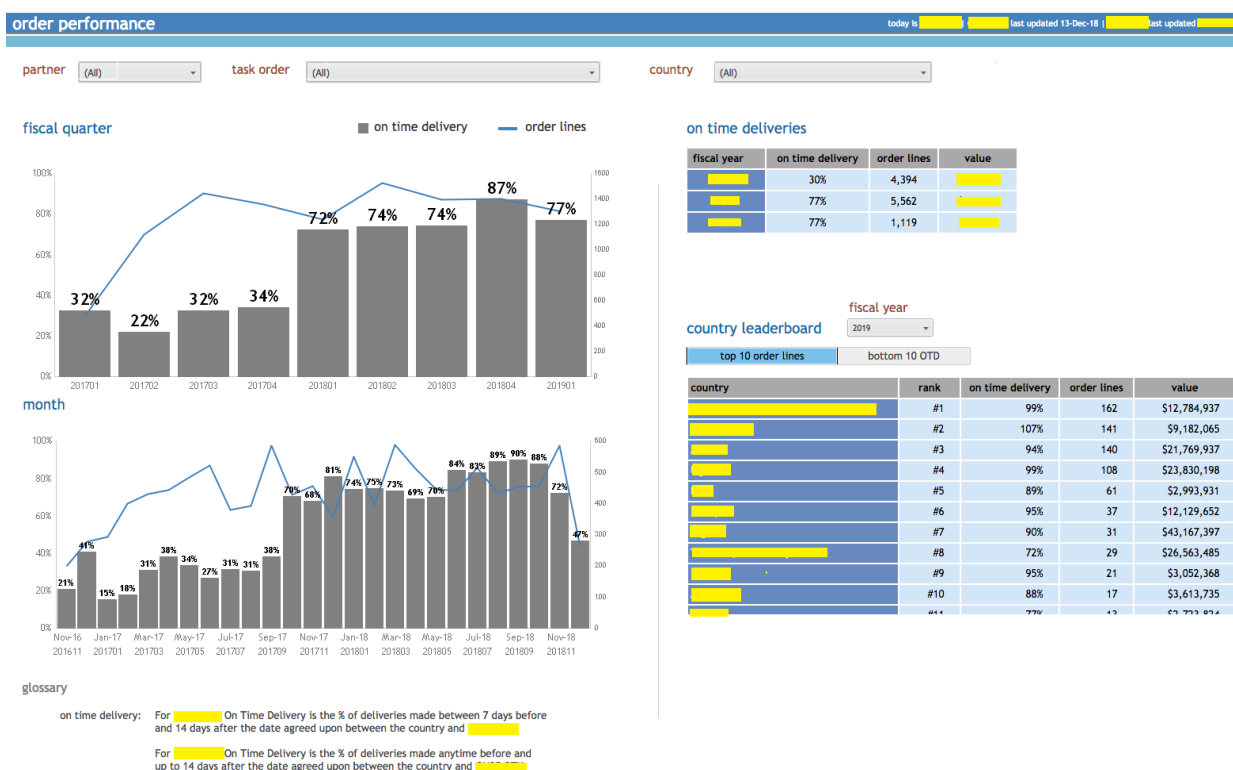 order performance
today is
last updated 13-Dec-18 |
last updated
partner (All) task order (All) country (All)
fiscal quarter
on time delivery order lines
100%
80%
60%
40%
20%
0%
1600
1400
1200
1000
800
600
400
200
0
32% 22% 32% 34% 72% 74% 74% 87% 77%
201701 201702 201703 201704 201801 201802 201803 201804 201901
month
100%
80%
60%
40%
20%
0%
600
500
400
300
200
100
0
21% 41% 15% 18% 31% 38% 34% 27% 31% 31% 38% 70% 68% 81% 74% 75% 73% 69% 70% 84% 83% 89% 90% 88% 72% 47%
Nov-16 Jan-17 Mar-17 May-17 Jul-17 Sep-17 Nov-17 Jan-18 Mar-18 May-18 Jul-18 Sep-18 Nov-18
201611 201701 201703 201705 201707 201709 201711 201801 201803 201805 201807 201809 201811
glossary
on time delivery: For On Time Delivery is the % of deliveries made between 7 days before
and 14 days after the date agreed upon between the country and
For On Time Delivery is the % of deliveries made anytime before and
up to 14 days after the date agreed upon between the country and
on time deliveries
fiscal year on time delivery order lines value
30% 4,394
77% 5,562
77% 1,119
fiscal year
country leaderboard 2019
top 10 order lines bottom 10 OTD
country rank on time delivery order lines value
#1 99% 162 $12,784,937
#2 107% 141 $9,182,065
#3 94% 140 $21,769,937
#4 99% 108 $23,830,198
#5 89% 61 $2,993,931
#6 95% 37 $12,129,652
#7 90% 31 $43,167,397
#8 72% 29 $26,563,485
#9 95% 21 $3,052,368
#10 88% 17 $3,613,735
#11 77% 13